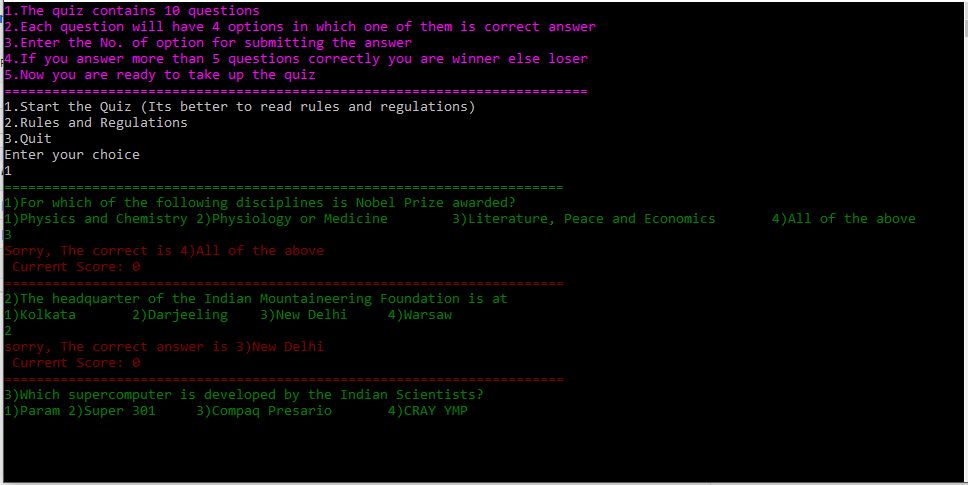 1.The quiz contains 10 questions
2.Each question will have 4 options in which one of them is correct answer
3.Enter the No. of option for submitting the answer
4.If you answer more than 5 questions correctly you are winner else loser
5.Now you are ready to take up the quiz
=========================================================================
1.Start the Quiz (Its better to read rules and regulations)
2.Rules and Regulations
3.Quit
Enter your choice
1
======================================================================
1)For which of the following disciplines is Nobel Prize awarded?
1)Physics and Chemistry 2)Physiology or Medicine        3)Literature, Peace and Economics       4)All of the above
3
Sorry, The correct is 4)All of the above
 Current Score: 0
======================================================================
2)The headquarter of the Indian Mountaineering Foundation is at
1)Kolkata       2)Darjeeling    3)New Delhi     4)Warsaw
2
sorry, The correct answer is 3)New Delhi
 Current Score: 0
======================================================================
3)Which supercomputer is developed by the Indian Scientists?
1)Param 2)Super 301     3)Compaq Presario       4)CRAY YMP